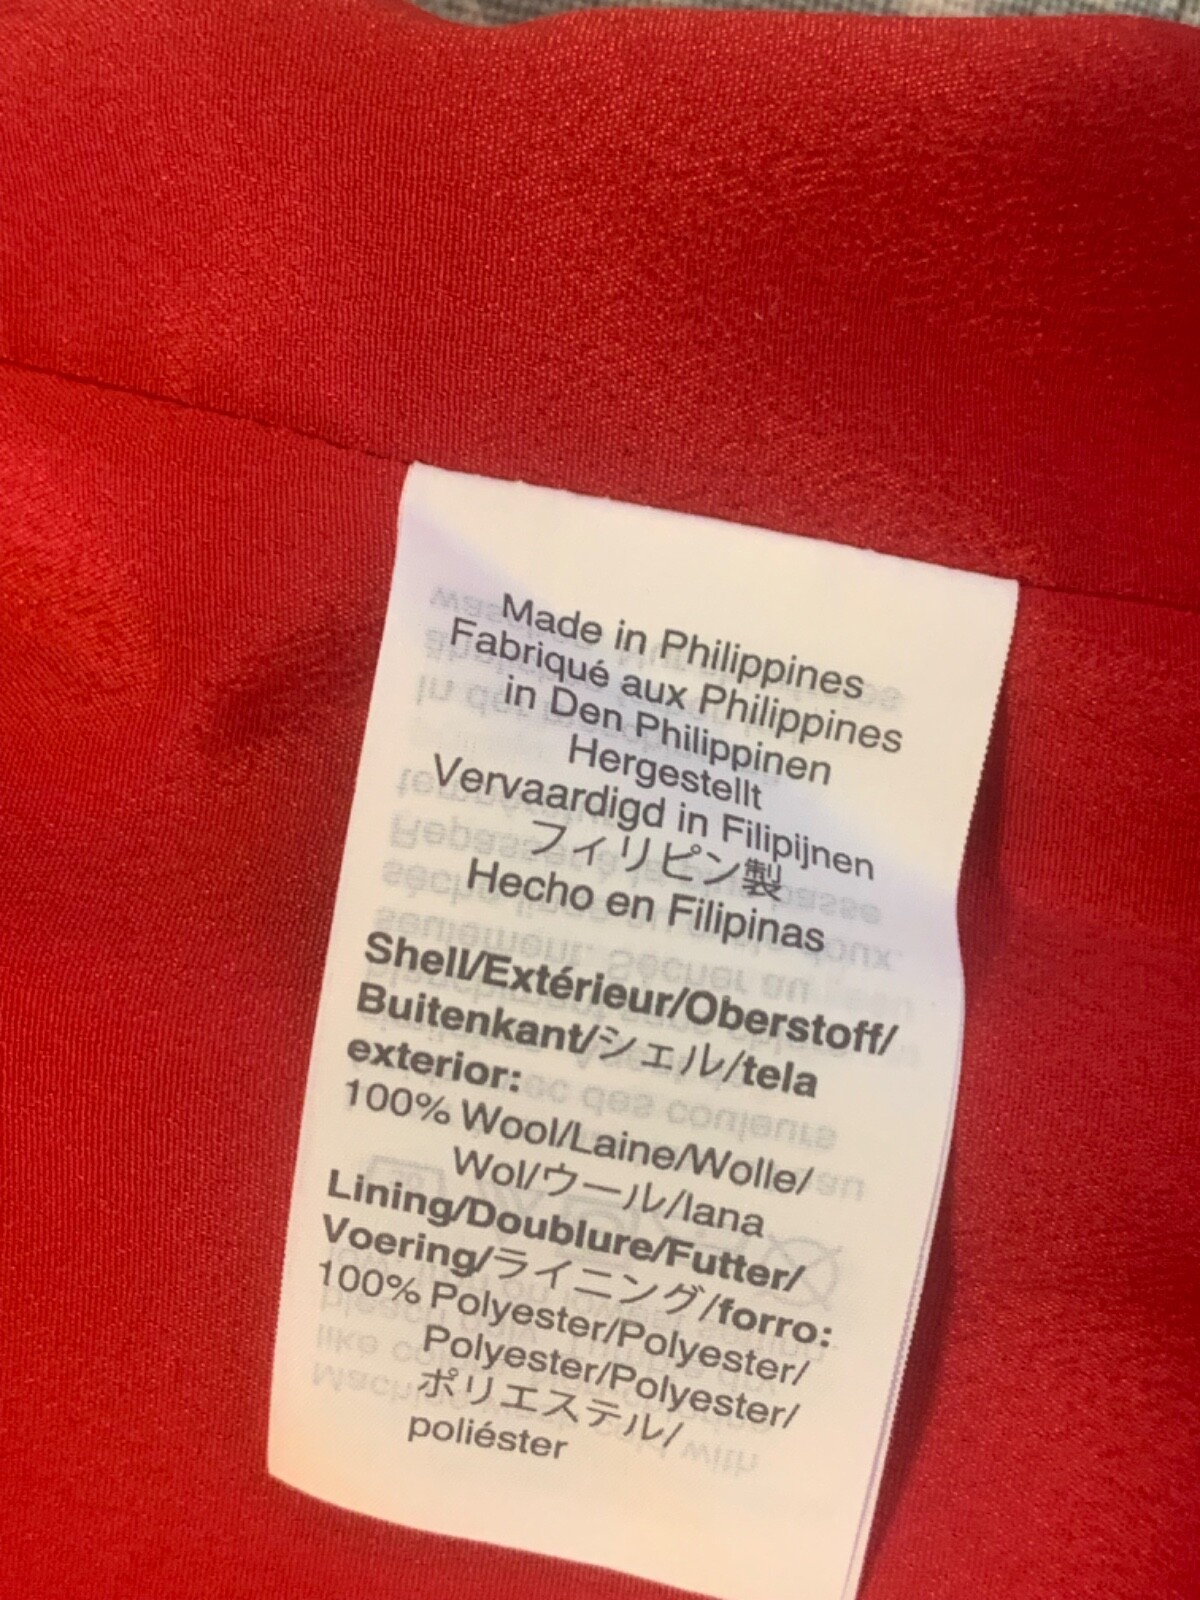 Made in Philippines
Fabriqué aux Philippines
in Den Philippinen
Hergestellt
Vervaardigd in Filipijnen
フィリピン製
Hecho en Filipinas
Shell/Extérieur/Oberstoff/
Buitenkant/シェル/tela
exterior:
100% Wool/Laine/Wolle/
Wol/ウール/lana
Lining/Doublure/Futter/
Voering/ライニング/forro:
100% Polyester/Polyester/
Polyester/Polyester/
ポリエステル/
poliéster